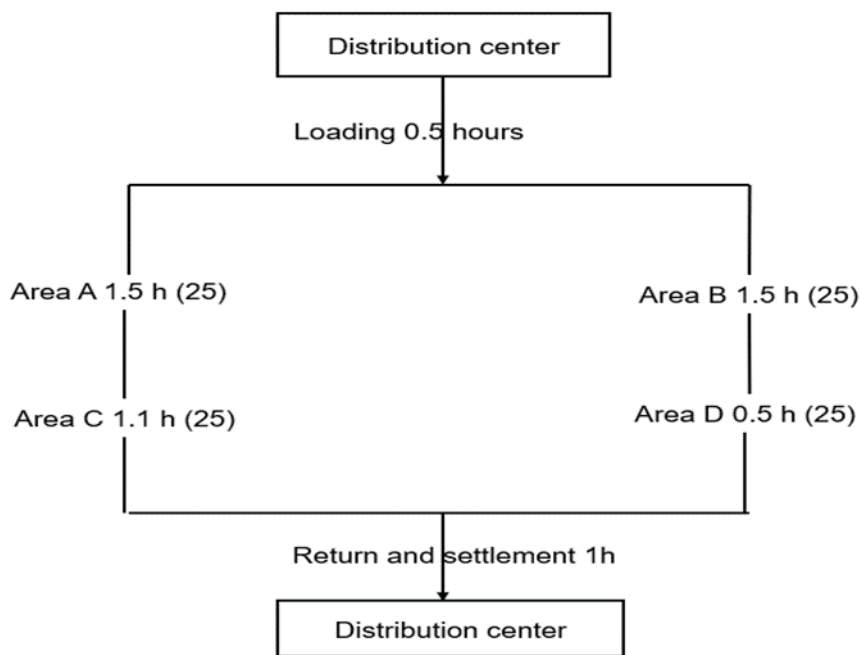 Distribution center
Loading 0.5 hours
Area A 1.5 h (25)
Area B 1.5 h (25)
Area C 1.1 h (25)
Area D 0.5 h (25)
Return and settlement 1h
Distribution center